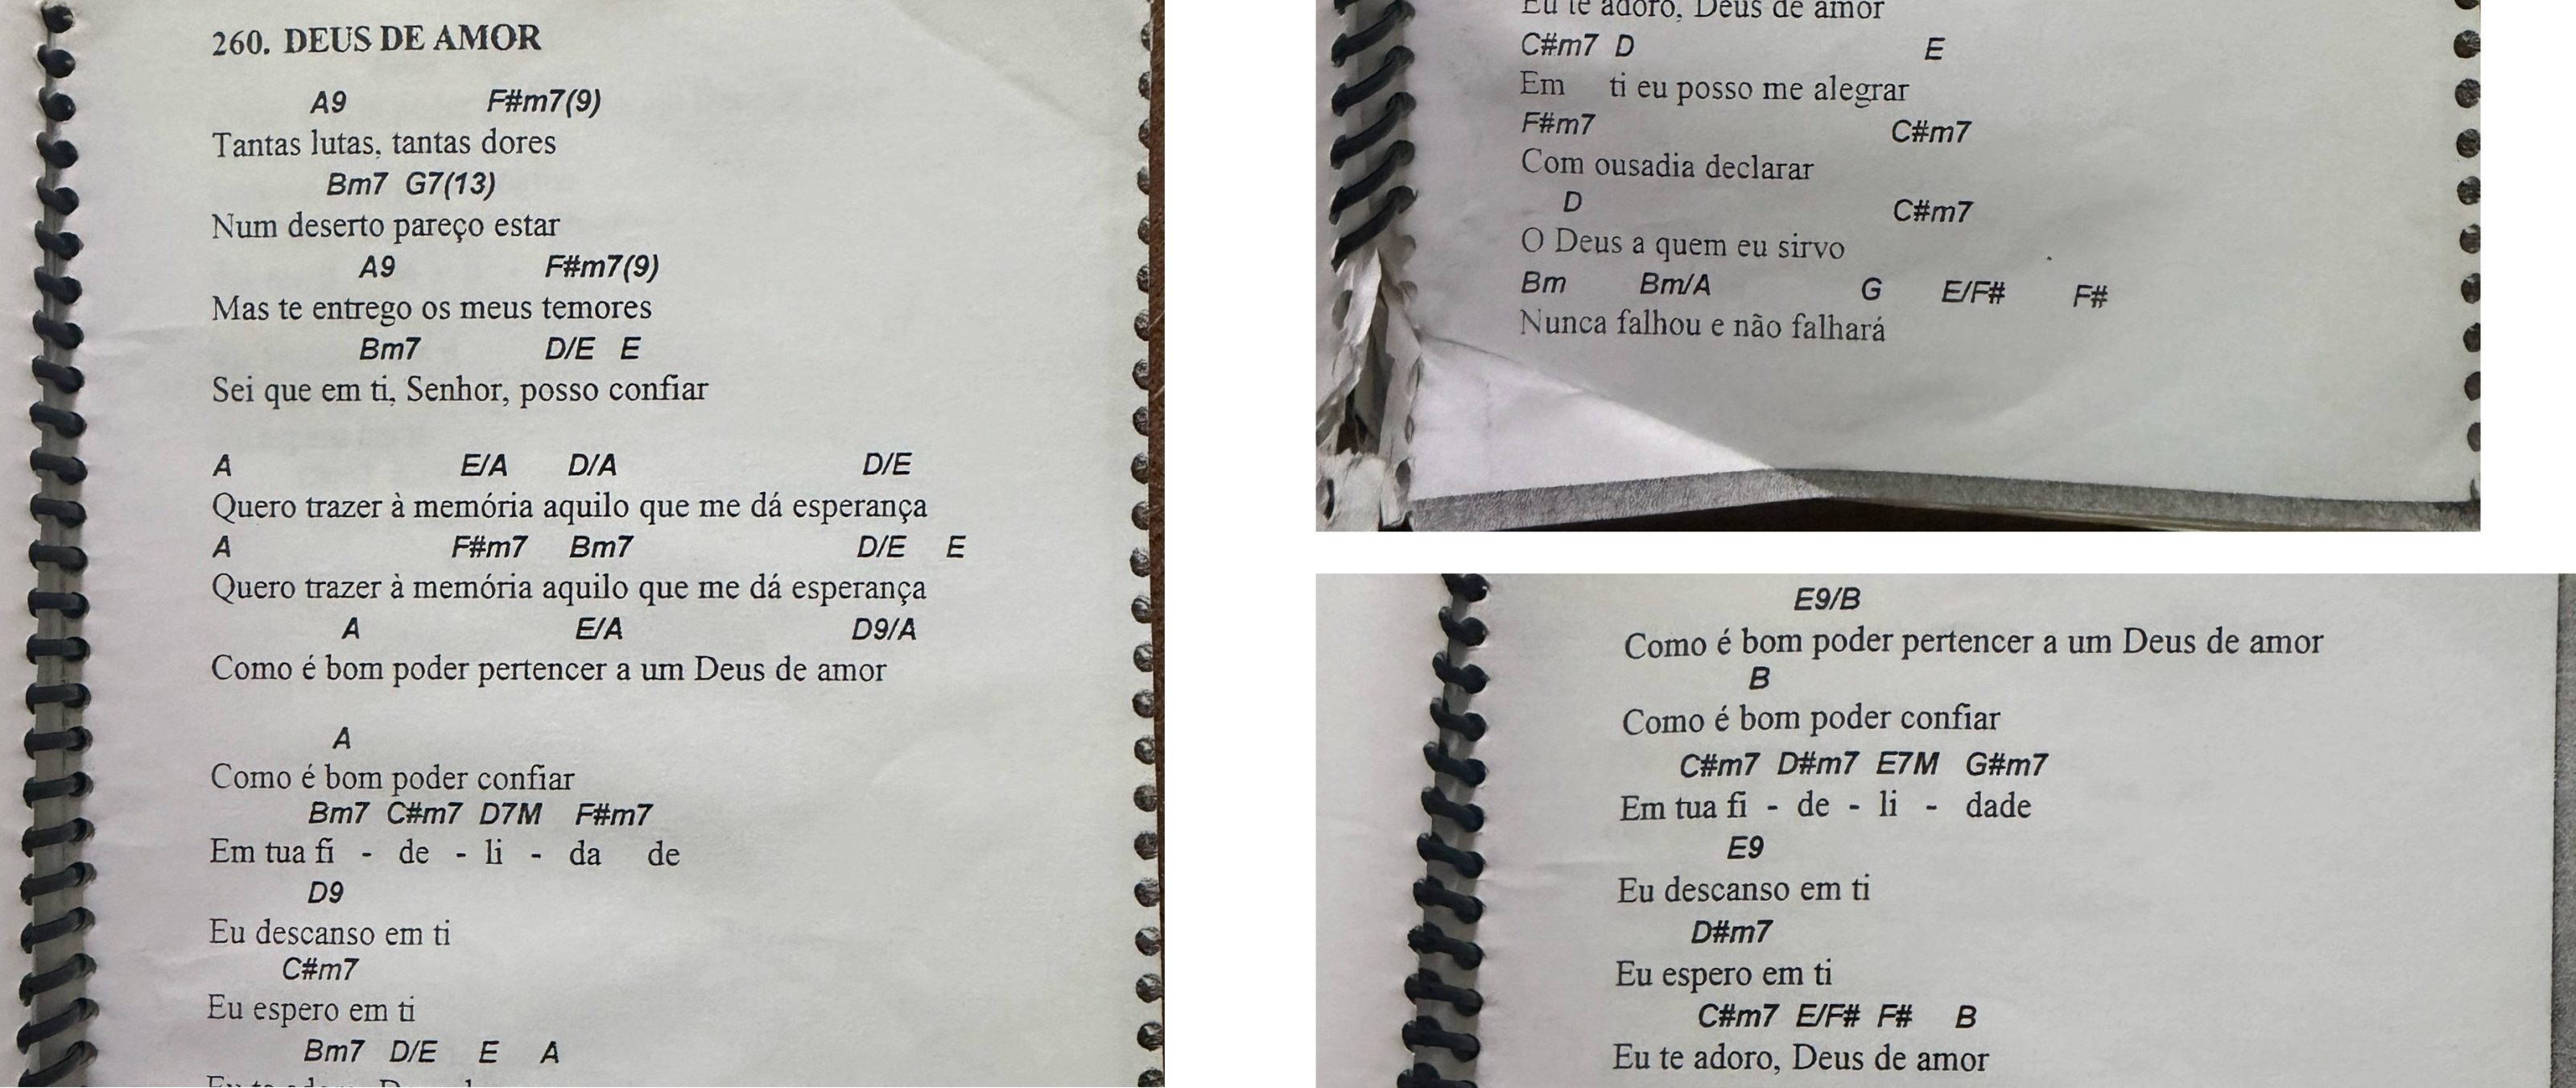 260. DEUS DE AMOR
A9 F#m7(9)
Tantas lutas, tantas dores
Bm7 G7(13)
Num deserto pareço estar
A9 F#m7(9)
Mas te entrego os meus temores
Bm7 D/E E
Sei que em ti, Senhor, posso confiar
A E/A D/A D/E
Quero trazer à memória aquilo que me dá esperança
A F#m7 Bm7 D/E E
Quero trazer à memória aquilo que me dá esperança
A E/A D9/A
Como é bom poder pertencer a um Deus de amor
A
Como é bom poder confiar
Bm7 C#m7 D7M F#m7
Em tua fi - de - li - da de
D9
Eu descanso em ti
C#m7
Eu espero em ti
Bm7 D/E E A
Eu te adoro, Deus de amor
C#m7 D E
Em ti eu posso me alegrar
F#m7 C#m7
Com ousadia declarar
D C#m7
O Deus a quem eu sirvo
Bm Bm/A G E/F# F#
Nunca falhou e não falhará
E9/B
Como é bom poder pertencer a um Deus de amor
B
Como é bom poder confiar
C#m7 D#m7 E7M G#m7
Em tua fi - de - li - dade
E9
Eu descanso em ti
D#m7
Eu espero em ti
C#m7 E/F# F# B
Eu te adoro, Deus de amor